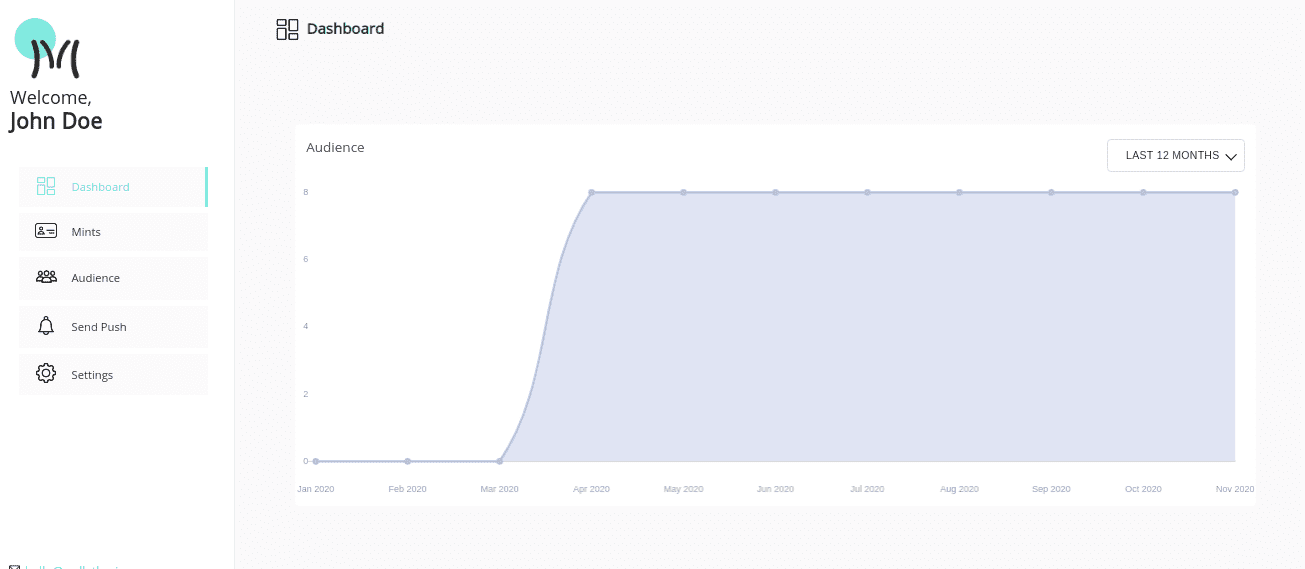 Welcome,
John Doe
Dashboard
Mints
Audience
Send Push
Settings
Dashboard
Audience
LAST 12 MONTHS
8
6
4
2
0
Jan 2020 Feb 2020 Mar 2020 Apr 2020 May 2020 Jun 2020 Jul 2020 Aug 2020 Sep 2020 Oct 2020 Nov 2020